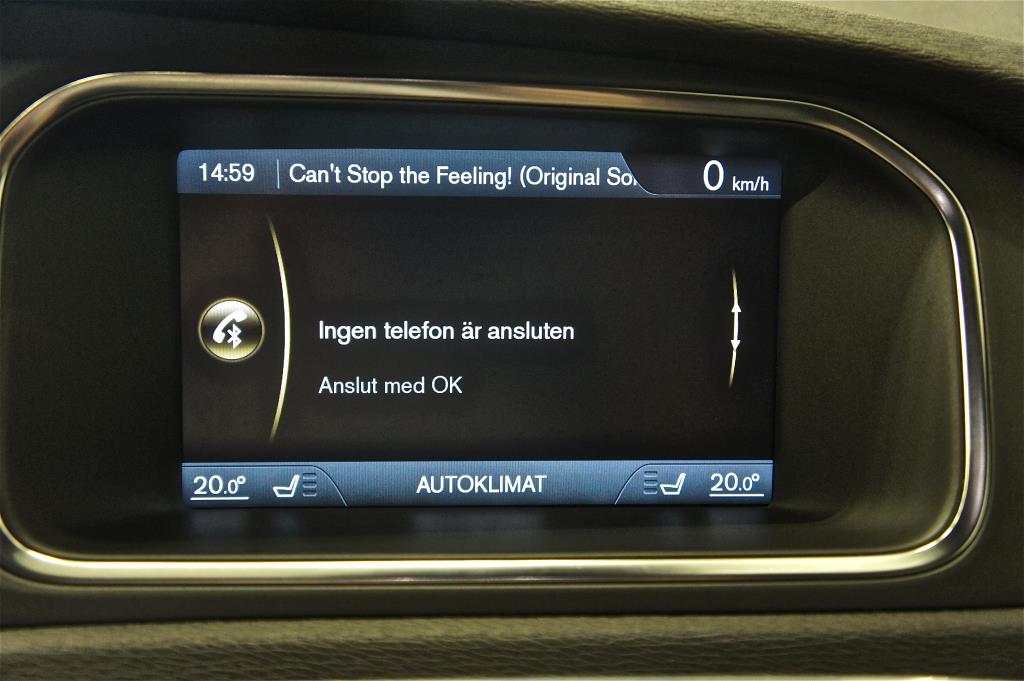 14:59 Can't Stop the Feeling! (Original 0 km/h
Ingen telefon är ansluten
Anslut med OK
20.0° AUTOKLIMAT 20.0°